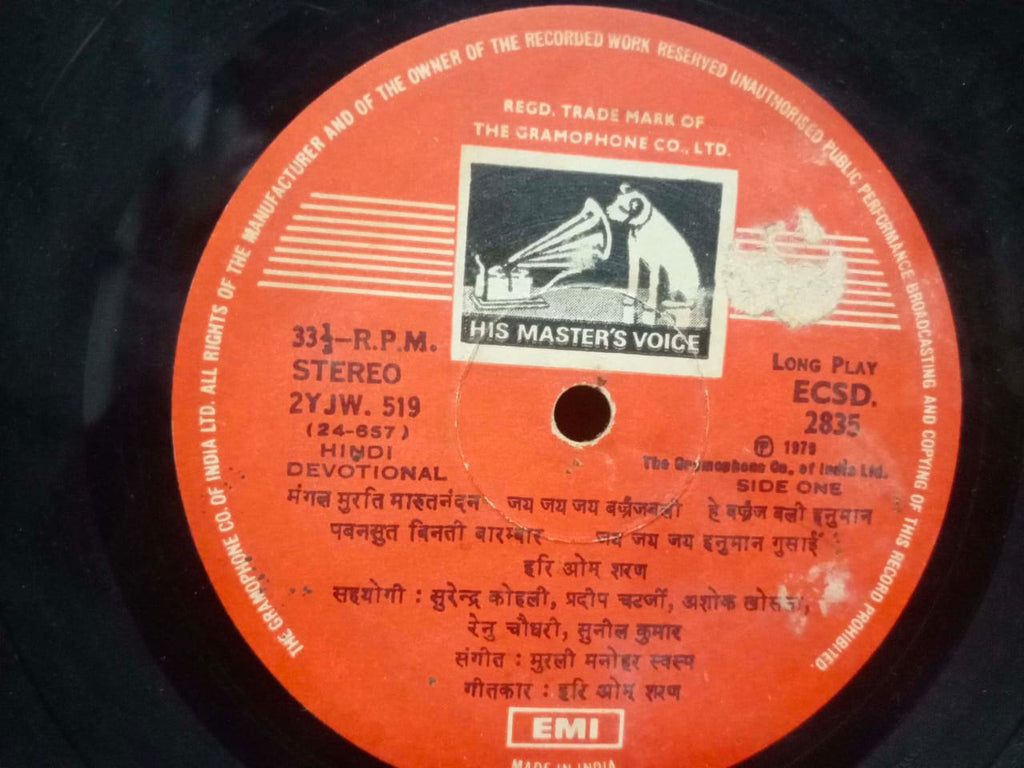 THE GRAMOPHONE CO. OF INDIA LTD. ALL RIGHTS OF THE MANUFACTURER AND OF THE OWNER OF THE RECORDED WORK RESERVED UNAUTHORISED PUBLIC PERFORMANCE BROADCASTING AND COPYING OF THIS RECORD PROHIBITED.
REGD. TRADE MARK OF
THE GRAMOPHONE CO., LTD.
HIS MASTER'S VOICE
33⅓-R.P.M.
STEREO
2YJW. 519
(24-657)
HINDI
DEVOTIONAL
LONG PLAY
ECSD.
2835
Ⓟ 1979
The Gramophone Co. of India Ltd.
SIDE ONE
मंगल मुरति मारुतनंदन जय जय जय बज्रंजबली हे बज्रंज बली हनुमान
पबनसुत बिनती बारम्बार जय जय जय हनुमान गुसाईं
हरि ओम् शरण
सहयोगी : सुरेन्द्र कोहली, प्रदीप चटर्जी, अशोक खोसला,
रेनु चौधरी, सुनील कुमार
संगीत : मुरली मनोहर स्वरुप
गीतकार : हरि ओम् शरण
EMI
MADE IN INDIA